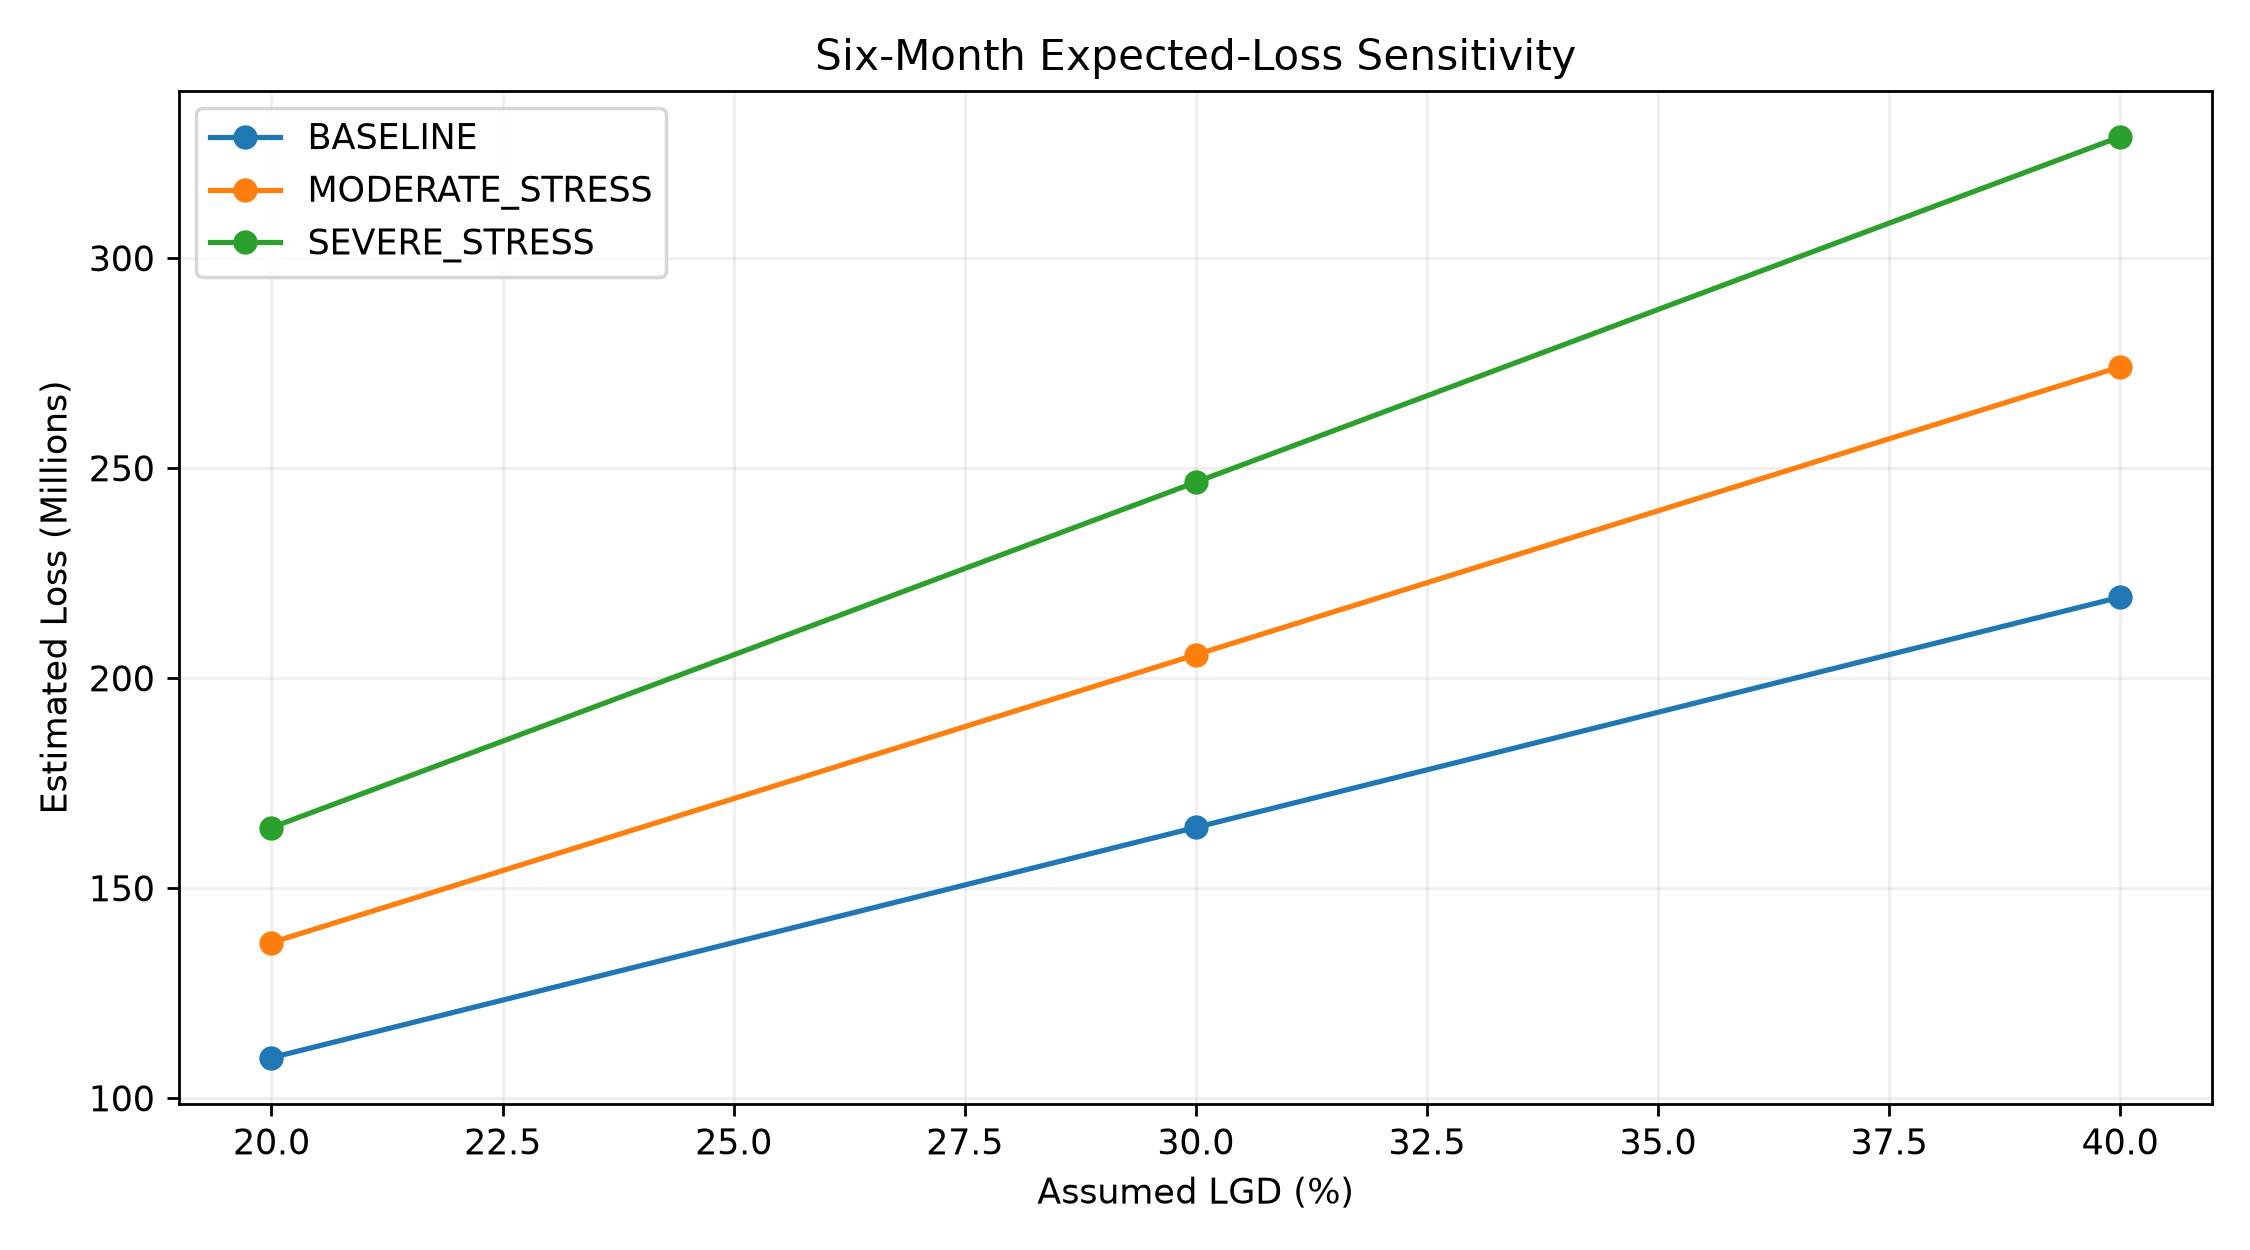 Six-Month Expected-Loss Sensitivity
BASELINE
MODERATE_STRESS
SEVERE_STRESS
Estimated Loss (Millions)
300
250
200
150
100
20.0 22.5 25.0 27.5 30.0 32.5 35.0 37.5 40.0
Assumed LGD (%)